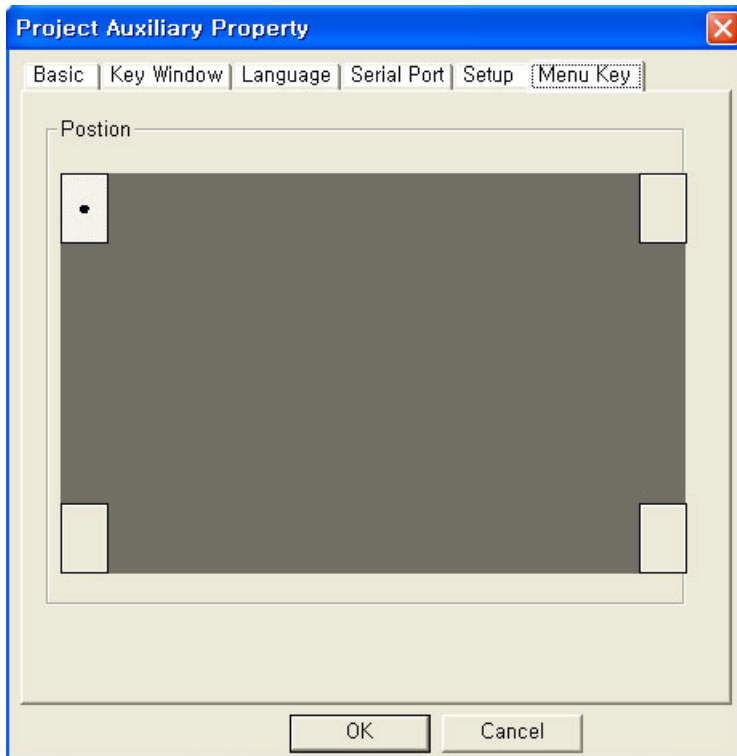 Project Auxiliary Property
Basic Key Window Language Serial Port Setup Menu Key
Postion
OK Cancel